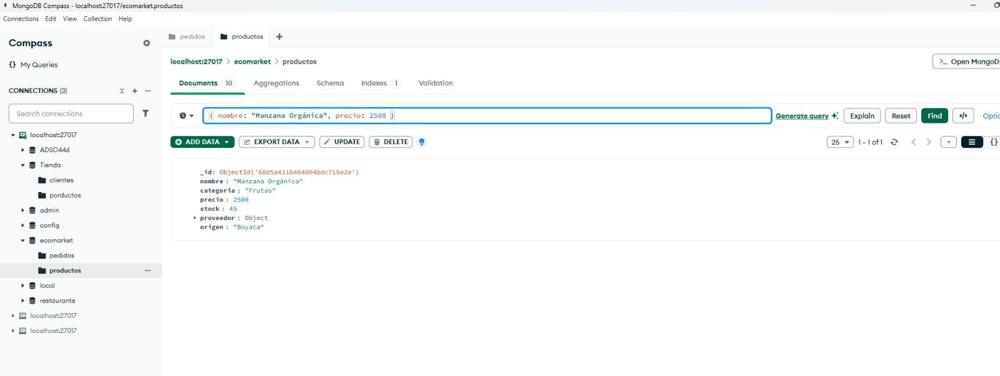 MongoDB Compass - localhost:27017/ecomarket.productos
Connections Edit View Collection Help
Compass
{} My Queries
CONNECTIONS (3)
Search connections
localhost:27017
ADSO446
Tienda
clientes
porductos
admin
config
ecomarket
pedidos
productos
local
restaurante
localhost:27017
localhost:27017
pedidos productos
localhost:27017 > ecomarket > productos
>_ Open MongoD
Documents 10 Aggregations Schema Indexes 1 Validation
{ nombre: "Manzana Orgánica", precio: 2500 }
Generate query Explain Reset Find </> Optio
ADD DATA EXPORT DATA UPDATE DELETE
25 1 – 1 of 1 {}
_id: ObjectId('68d5a411b464804bdc716e2e')
nombre : "Manzana Orgánica"
categoria : "Frutas"
precio : 2500
stock : 45
proveedor : Object
origen : "Boyaca"